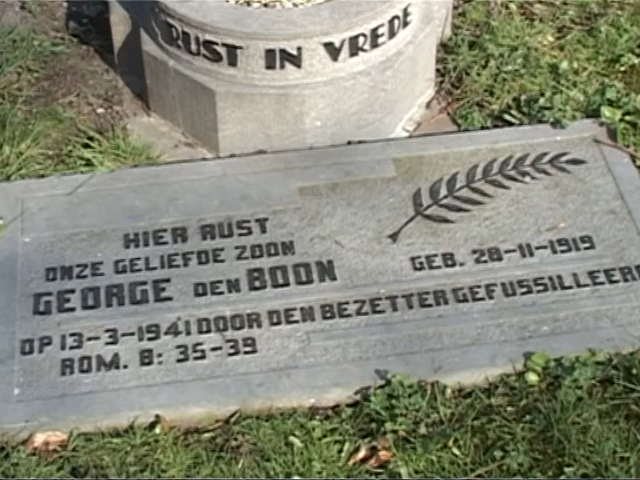 RUST IN VREDE
HIER RUST
ONZE GELIEFDE ZOON
GEORGE DEN BOON GEB. 28-11-1919
OP 13-3-1941 DOOR DEN BEZETTER GEFUSSILLEERD
ROM. 8: 35-39